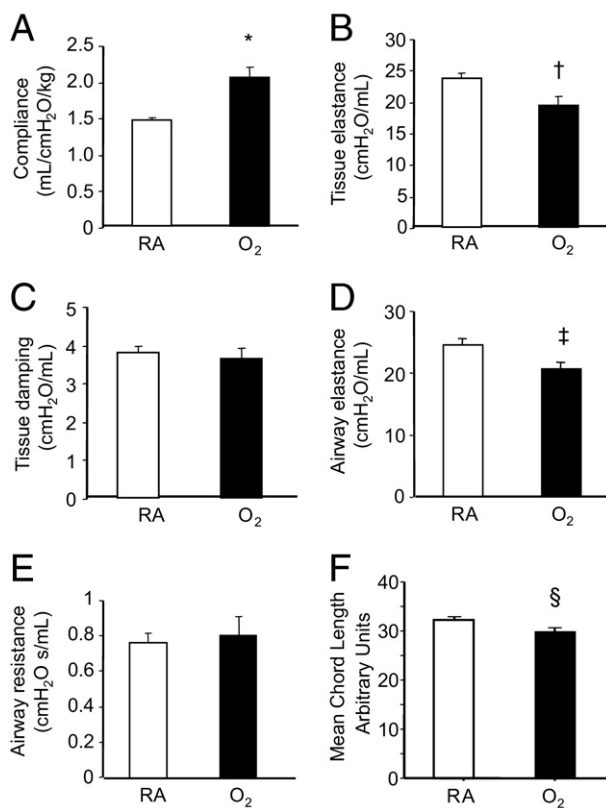 A
Compliance
(mL/cmH₂O/kg)
2.5
2.0
1.5
1.0
0.5
0
*
RA
O₂
B
Tissue elastance
(cmH₂O/mL)
30
25
20
15
10
5
0
†
RA
O₂
C
Tissue damping
(cmH₂O/mL)
6
5
4
3
2
1
0
RA
O₂
D
Airway elastance
(cmH₂O/mL)
30
20
10
0
‡
RA
O₂
E
Airway resistance
(cmH₂O s/mL)
1
0.8
0.6
0.4
0.2
0
RA
O₂
F
Mean Chord Length
Arbitrary Units
40
30
20
10
0
§
RA
O₂